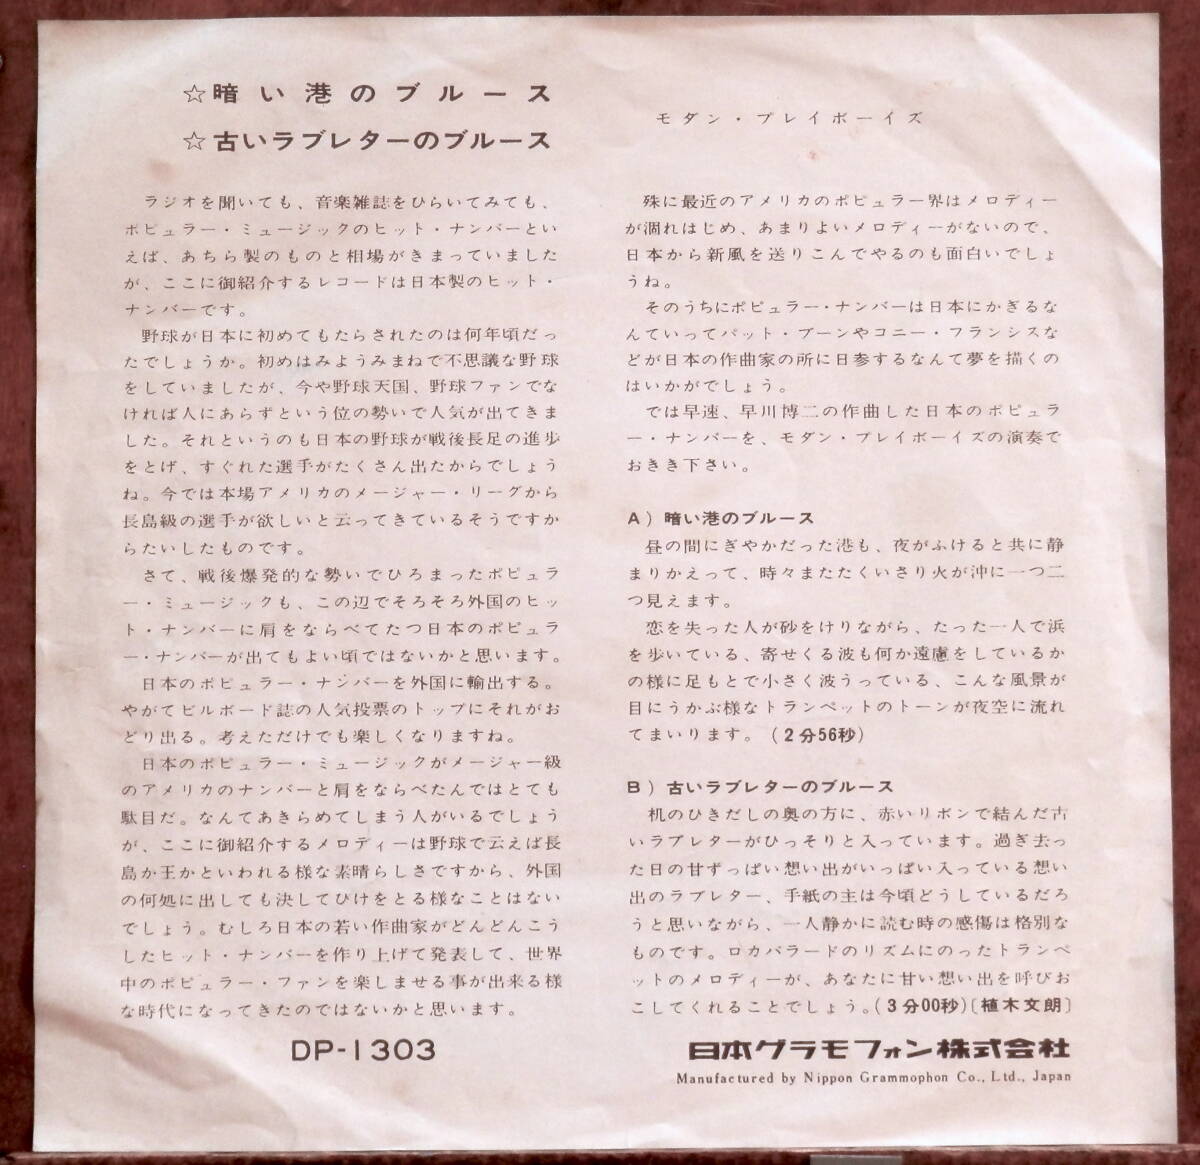 ☆暗い港のブルース
☆古いラブレターのブルース
モダン・プレイボーイズ
ラジオを聞いても、音楽雑誌をひらいてみても、
ポピュラー・ミュージックのヒット・ナンバーとい
えば、あちら製のものと相場がきまっていました
が、ここに御紹介するレコードは日本製のヒット・
ナンバーです。
野球が日本に初めてもたらされたのは何年頃だっ
たでしょうか。初めはみようみまねで不思議な野球
をしていましたが、今や野球天国、野球ファンでな
ければ人にあらずという位の勢いで人気が出てきま
した。それというのも日本の野球が戦後長足の進歩
をとげ、すぐれた選手がたくさん出たからでしょう
ね。今では本場アメリカのメージャー・リーグから
長島級の選手が欲しいと云ってきているそうですか
らたいしたものです。
さて、戦後爆発的な勢いでひろまったポピュラ
ー・ミュージックも、この辺でそろそろ外国のヒッ
ト・ナンバーに肩をならべてたつ日本のポピュラ
ー・ナンバーが出てもよい頃ではないかと思います。
日本のポピュラー・ナンバーを外国に輸出する。
やがてビルボード誌の人気投票のトップにそれがお
どり出る。考えただけでも楽しくなりますね。
日本のポピュラー・ミュージックがメージャー級
のアメリカのナンバーと肩をならべたんではとても
駄目だ。なんてあきらめてしまう人がいるでしょう
が、ここに御紹介するメロディーは野球で云えば長
島か王かといわれる様な素晴らしさですから、外国
の何処に出しても決してひけをとる様なことはない
でしょう。むしろ日本の若い作曲家がどんどんこう
したヒット・ナンバーを作り上げて発表して、世界
中のポピュラー・ファンを楽しませる事が出来る様
な時代になってきたのではないかと思います。
殊に最近のアメリカのポピュラー界はメロディー
が涸れはじめ、あまりよいメロディーがないので、
日本から新風を送りこんでやるのも面白いでしょ
うね。
そのうちにポピュラー・ナンバーは日本にかぎるな
んていってパット・ブーンやコニー・フランシスな
どが日本の作曲家の所に日参するなんて夢を描くの
はいかがでしょう。
では早速、早川博二の作曲した日本のポピュラ
ー・ナンバーを、モダン・プレイボーイズの演奏で
おきき下さい。
A) 暗い港のブルース
昼の間にぎやかだった港も、夜がふけると共に静
まりかえって、時々またたくいさり火が沖に一つ二
つ見えます。
恋を失った人が砂をけりながら、たった一人で浜
を歩いている、寄せくる波も何か遠慮をしているか
の様に足もとで小さく波うっている、こんな風景が
目にうかぶ様なトランペットのトーンが夜空に流れ
てまいります。(2分56秒)
B) 古いラブレターのブルース
机のひきだしの奥の方に、赤いリボンで結んだ古
いラブレターがひっそりと入っています。過ぎ去っ
た日の甘ずっぱい想い出がいっぱい入っている想い
出のラブレター、手紙の主は今頃どうしているだろ
うと思いながら、一人静かに読む時の感傷は格別な
ものです。ロカバラードのリズムにのったトランペ
ットのメロディーが、あなたに甘い想い出を呼びお
こしてくれることでしょう。(3分00秒)〔植木文朗〕
DP-1303
日本グラモフォン株式会社
Manufactured by Nippon Grammophon Co., Ltd., Japan